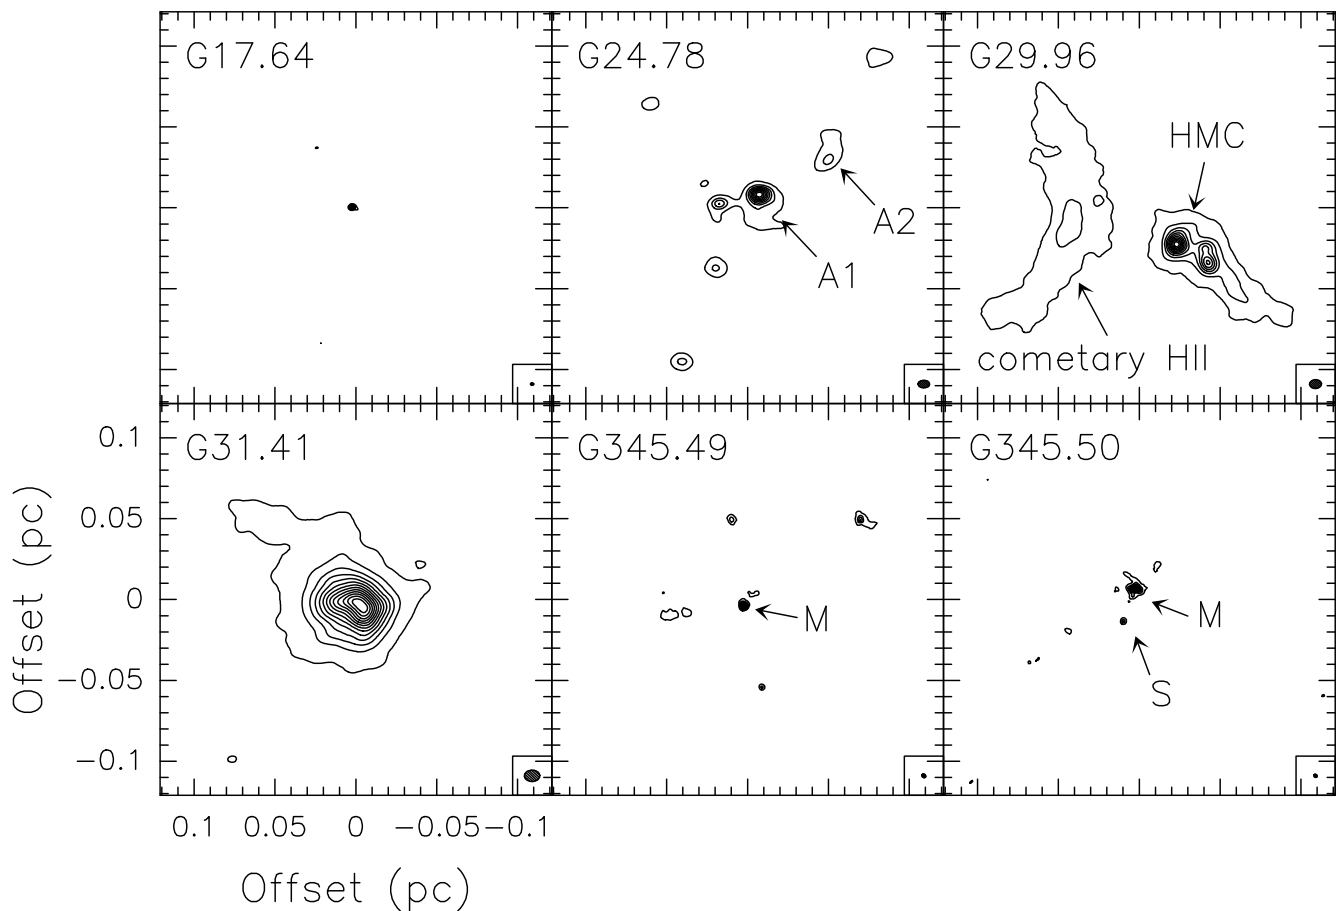 G17.64
G24.78
G29.96
HMC
A2
A1
cometary HII
G31.41
G345.49
G345.50
M
M
S
0.1
0.05
0
−0.05
−0.1
Offset (pc)
0.1 0.05 0 −0.05 −0.1
Offset (pc)